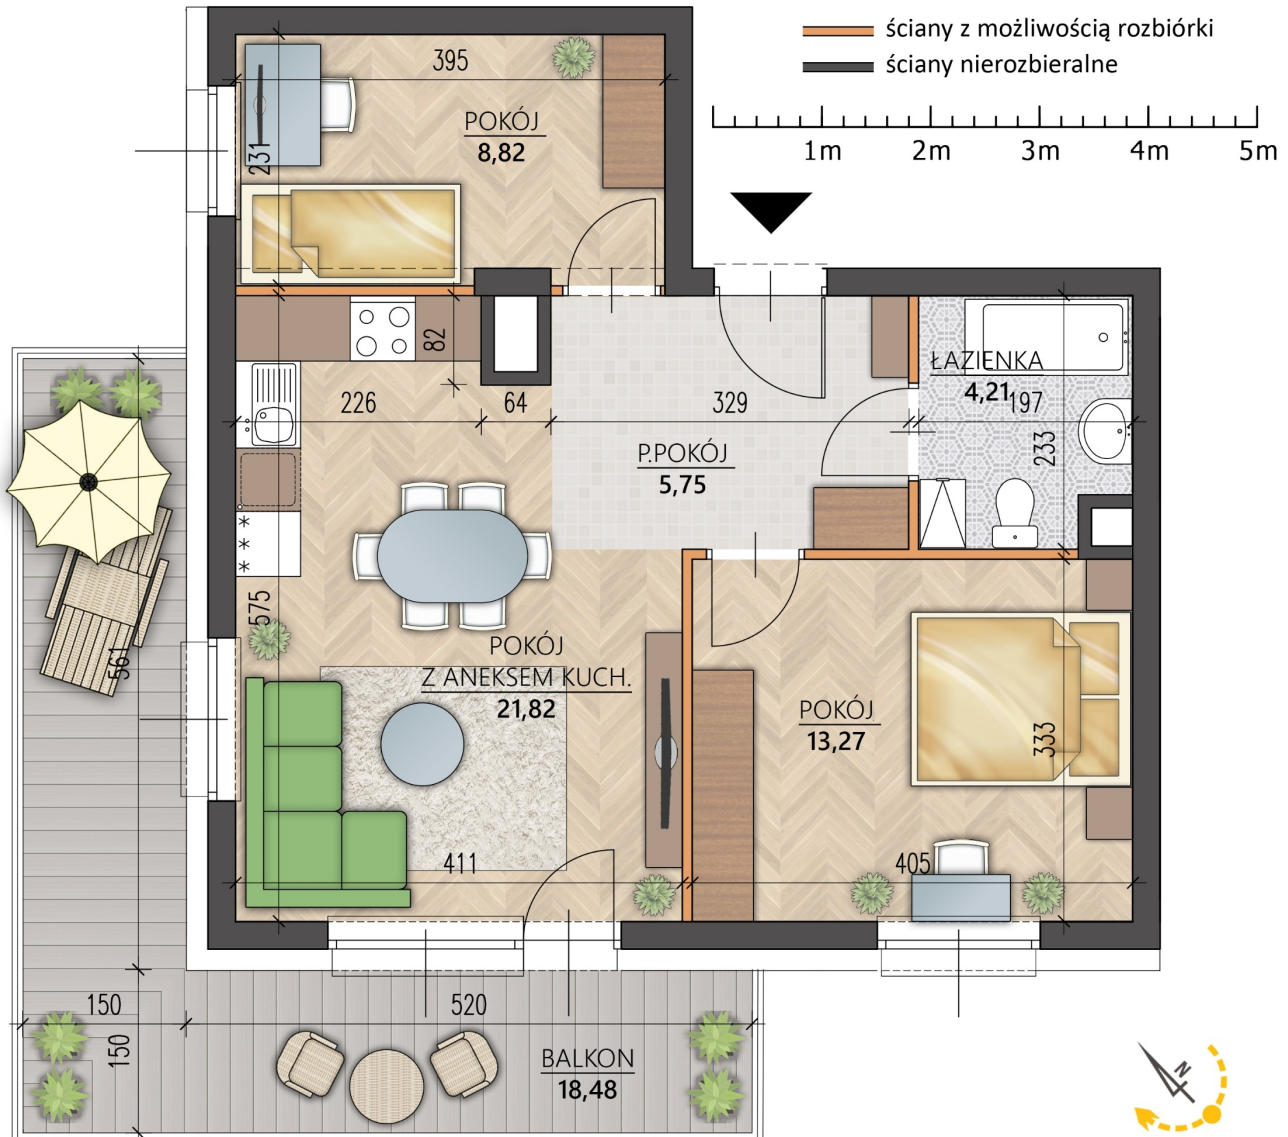 ściany z możliwością rozbiórki
ściany nierozbieralne
1m 2m 3m 4m 5m
395
POKÓJ
8,82
231
82
226
64
329
ŁAZIENKA
4,21
197
233
P.POKÓJ
5,75
***
575
561
POKÓJ
Z ANEKSEM KUCH.
21,82
POKÓJ
13,27
333
411
405
150
520
150
BALKON
18,48
N